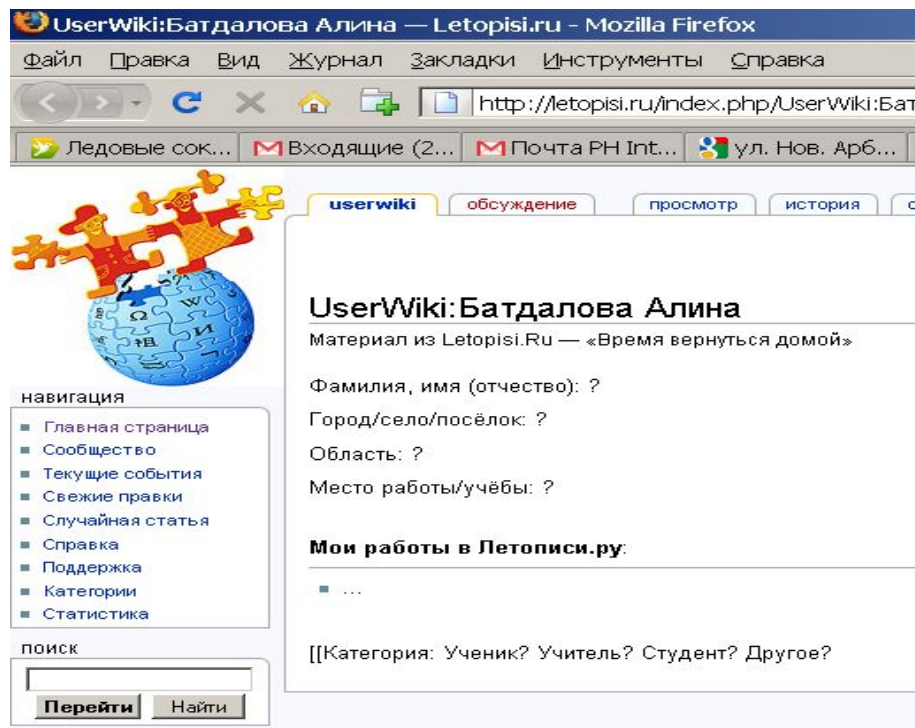 UserWiki:Батдалова Алина — Letopisi.ru - Mozilla Firefox
Файл Правка Вид Журнал Закладки Инструменты Справка
http://letopisi.ru/index.php/UserWiki:Бат
Ледовые сок... Входящие (2... Почта РН Int... ул. Нов. Арб...
userwiki обсуждение просмотр история
UserWiki:Батдалова Алина
Материал из Letopisi.Ru — «Время вернуться домой»
Фамилия, имя (отчество): ?
Город/село/посёлок: ?
Область: ?
Место работы/учёбы: ?
Мои работы в Летописи.ру:
...
[[Категория: Ученик? Учитель? Студент? Другое?
навигация
Главная страница
Сообщество
Текущие события
Свежие правки
Случайная статья
Справка
Поддержка
Категории
Статистика
поиск
Перейти Найти